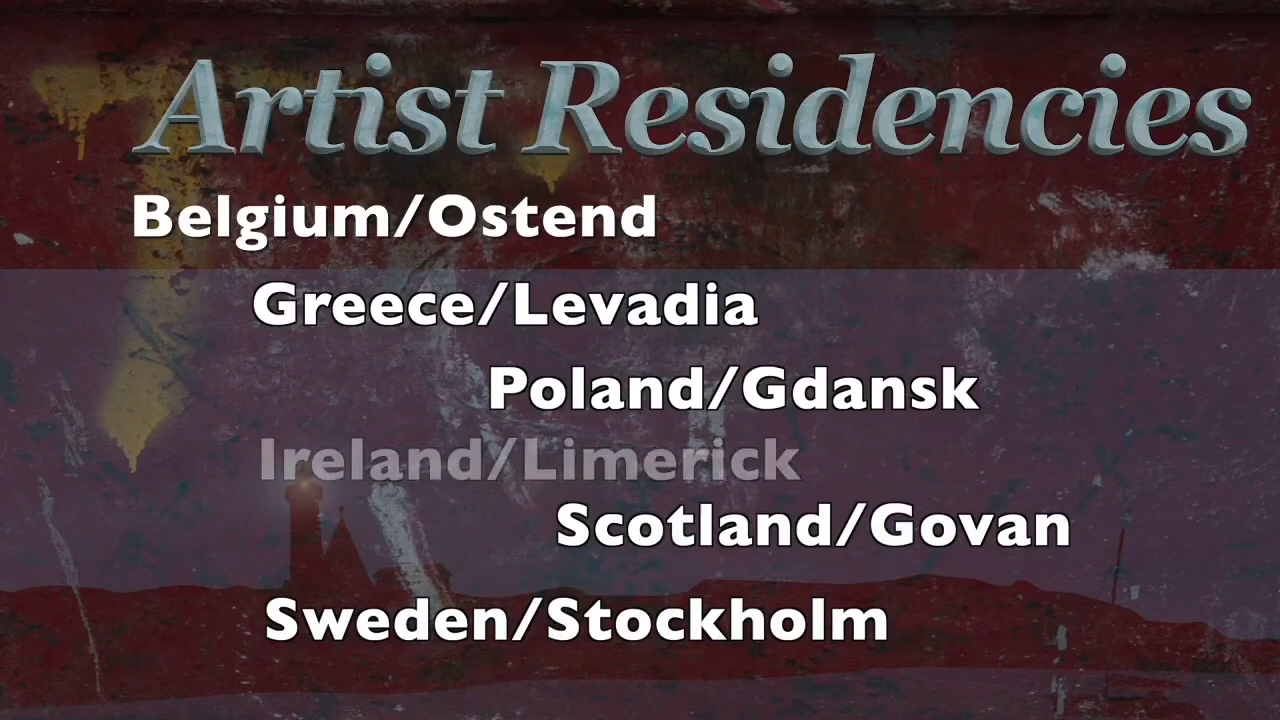 Artist Residencies
Belgium/Ostend
Greece/Levadia
Poland/Gdansk
Ireland/Limerick
Scotland/Govan
Sweden/Stockholm